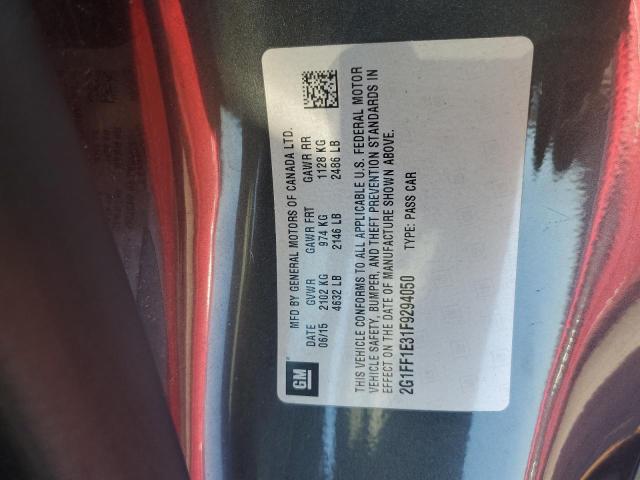 MFD BY GENERAL MOTORS OF CANADA LTD.
DATE GVWR GAWR FRT GAWR RR
06/15 2102 KG 974 KG 1128 KG
4632 LB 2146 LB 2486 LB
THIS VEHICLE CONFORMS TO ALL APPLICABLE U.S. FEDERAL MOTOR
VEHICLE SAFETY, BUMPER, AND THEFT PREVENTION STANDARDS IN
EFFECT ON THE DATE OF MANUFACTURE SHOWN ABOVE.
2G1FF1E31F9294050 TYPE: PASS CAR
GM